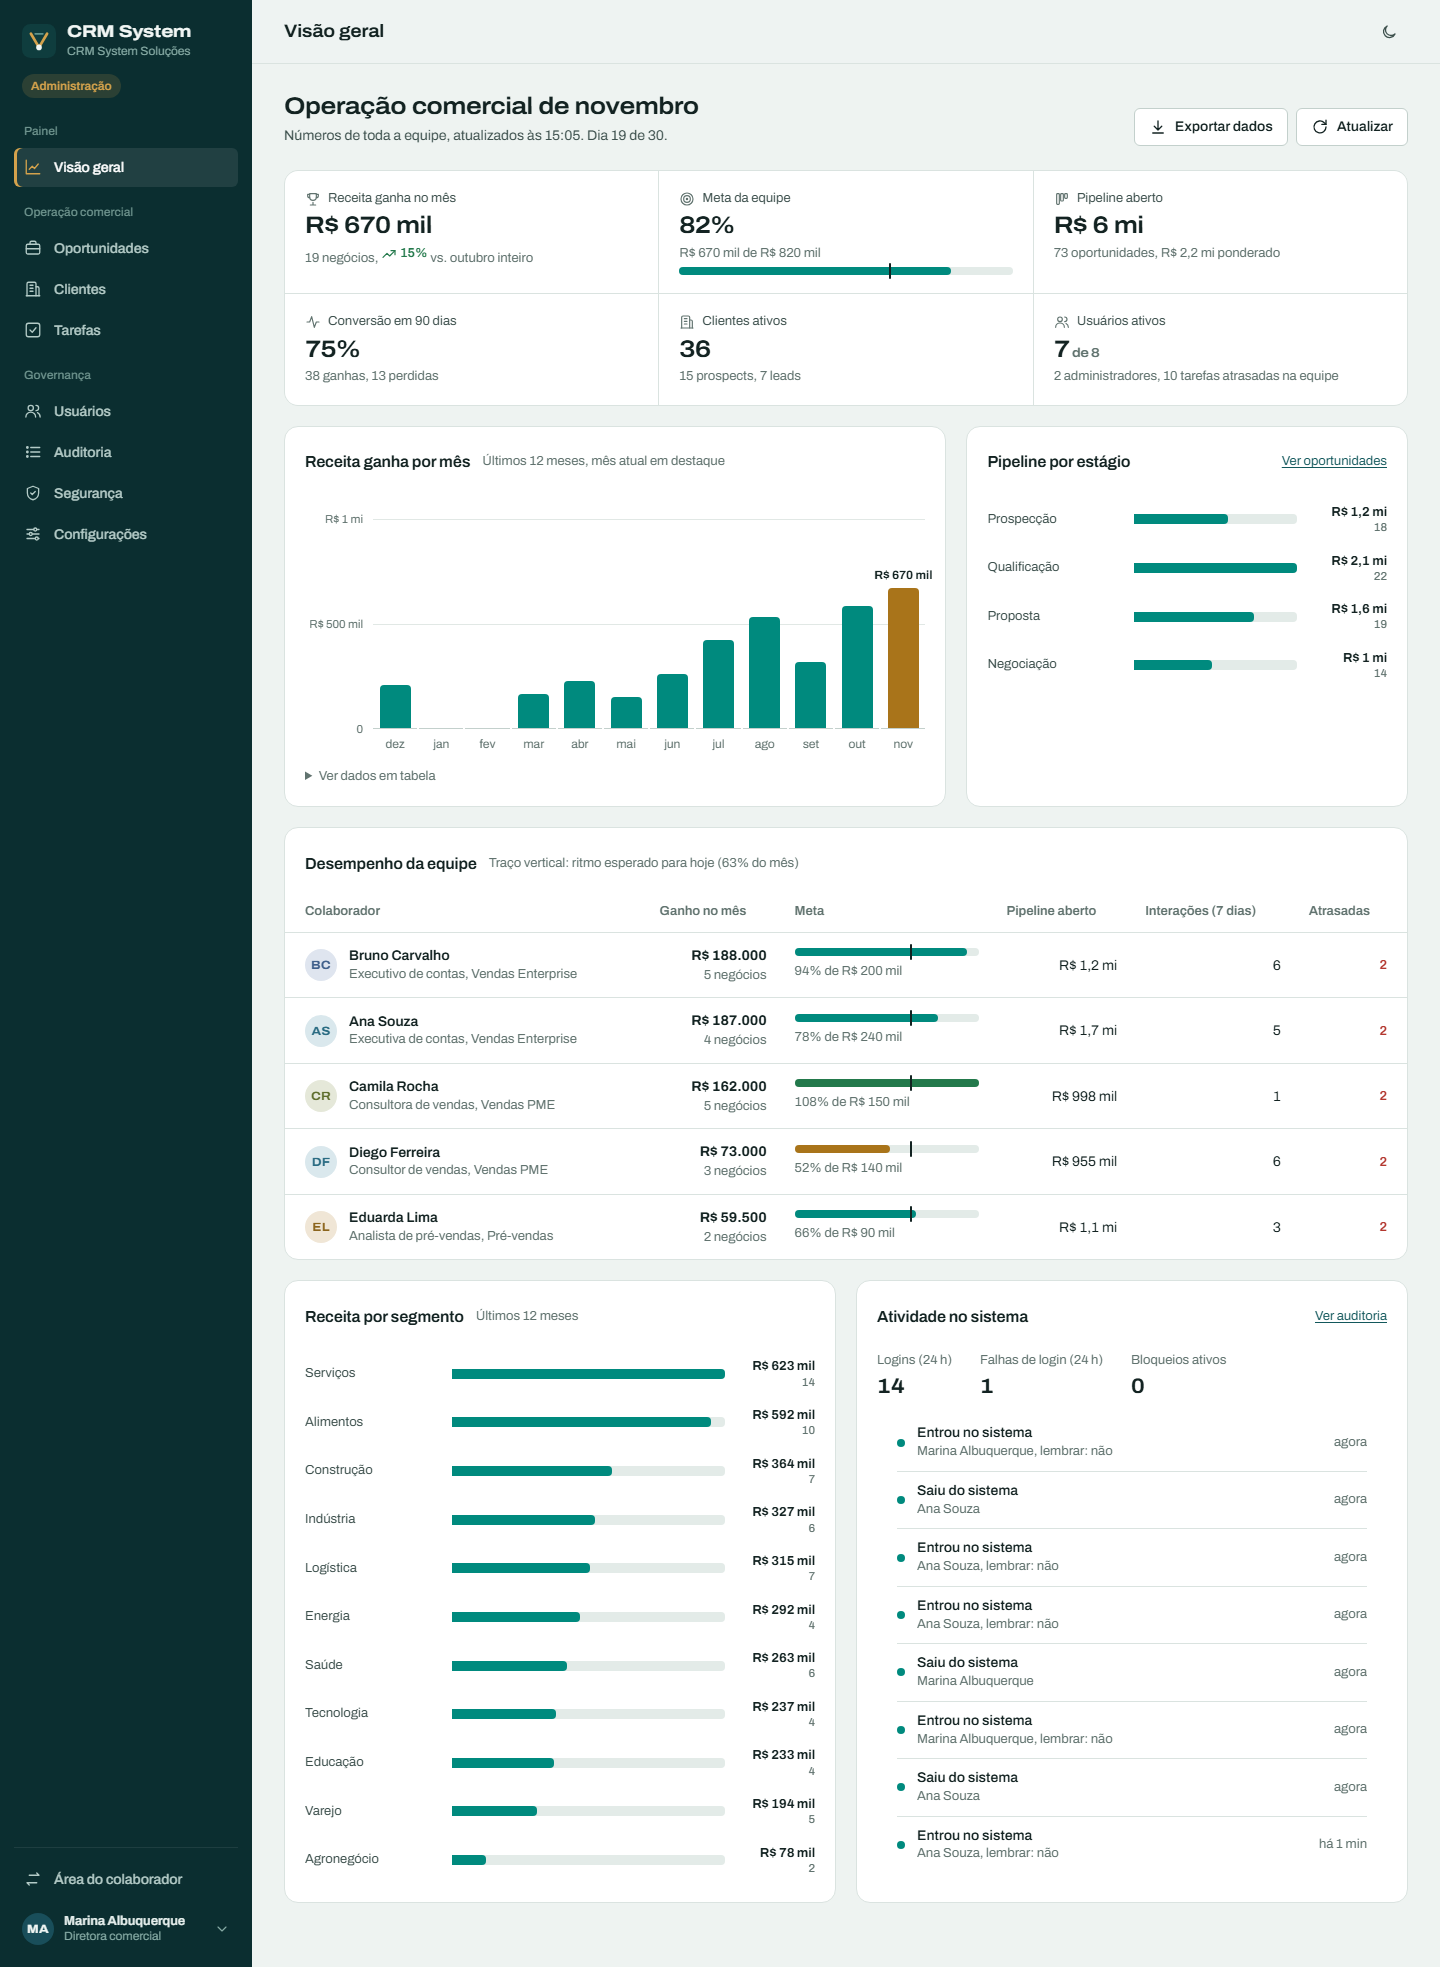 CRM System
CRM System Soluções
Administração
Painel
Visão geral
Operação comercial
Oportunidades
Clientes
Tarefas
Governança
Usuários
Auditoria
Segurança
Configurações
Área do colaborador
MA
Marina Albuquerque
Diretora comercial
Visão geral
Operação comercial de novembro
Números de toda a equipe, atualizados às 15:05. Dia 19 de 30.
Exportar dados
Atualizar
Receita ganha no mês
R$ 670 mil
19 negócios, 15% vs. outubro inteiro
Meta da equipe
82%
R$ 670 mil de R$ 820 mil
Pipeline aberto
R$ 6 mi
73 oportunidades, R$ 2,2 mi ponderado
Conversão em 90 dias
75%
38 ganhas, 13 perdidas
Clientes ativos
36
15 prospects, 7 leads
Usuários ativos
7 de 8
2 administradores, 10 tarefas atrasadas na equipe
Receita ganha por mês Últimos 12 meses, mês atual em destaque
R$ 1 mi
R$ 670 mil
R$ 500 mil
0
dez jan fev mar abr mai jun jul ago set out nov
Ver dados em tabela
Pipeline por estágio Ver oportunidades
Prospecção R$ 1,2 mi
18
Qualificação R$ 2,1 mi
22
Proposta R$ 1,6 mi
19
Negociação R$ 1 mi
14
Desempenho da equipe Traço vertical: ritmo esperado para hoje (63% do mês)
Colaborador Ganho no mês Meta Pipeline aberto Interações (7 dias) Atrasadas
BC Bruno Carvalho R$ 188.000 R$ 1,2 mi 6 2
Executivo de contas, Vendas Enterprise 5 negócios 94% de R$ 200 mil
AS Ana Souza R$ 187.000 R$ 1,7 mi 5 2
Executiva de contas, Vendas Enterprise 4 negócios 78% de R$ 240 mil
CR Camila Rocha R$ 162.000 R$ 998 mil 1 2
Consultora de vendas, Vendas PME 5 negócios 108% de R$ 150 mil
DF Diego Ferreira R$ 73.000 R$ 955 mil 6 2
Consultor de vendas, Vendas PME 3 negócios 52% de R$ 140 mil
EL Eduarda Lima R$ 59.500 R$ 1,1 mi 3 2
Analista de pré-vendas, Pré-vendas 2 negócios 66% de R$ 90 mil
Receita por segmento Últimos 12 meses
Serviços R$ 623 mil
14
Alimentos R$ 592 mil
10
Construção R$ 364 mil
7
Indústria R$ 327 mil
6
Logística R$ 315 mil
7
Energia R$ 292 mil
4
Saúde R$ 263 mil
6
Tecnologia R$ 237 mil
4
Educação R$ 233 mil
4
Varejo R$ 194 mil
5
Agronegócio R$ 78 mil
2
Atividade no sistema Ver auditoria
Logins (24 h) Falhas de login (24 h) Bloqueios ativos
14 1 0
Entrou no sistema agora
Marina Albuquerque, lembrar: não
Saiu do sistema agora
Ana Souza
Entrou no sistema agora
Ana Souza, lembrar: não
Entrou no sistema agora
Ana Souza, lembrar: não
Saiu do sistema agora
Marina Albuquerque
Entrou no sistema agora
Marina Albuquerque, lembrar: não
Saiu do sistema agora
Ana Souza
Entrou no sistema há 1 min
Ana Souza, lembrar: não